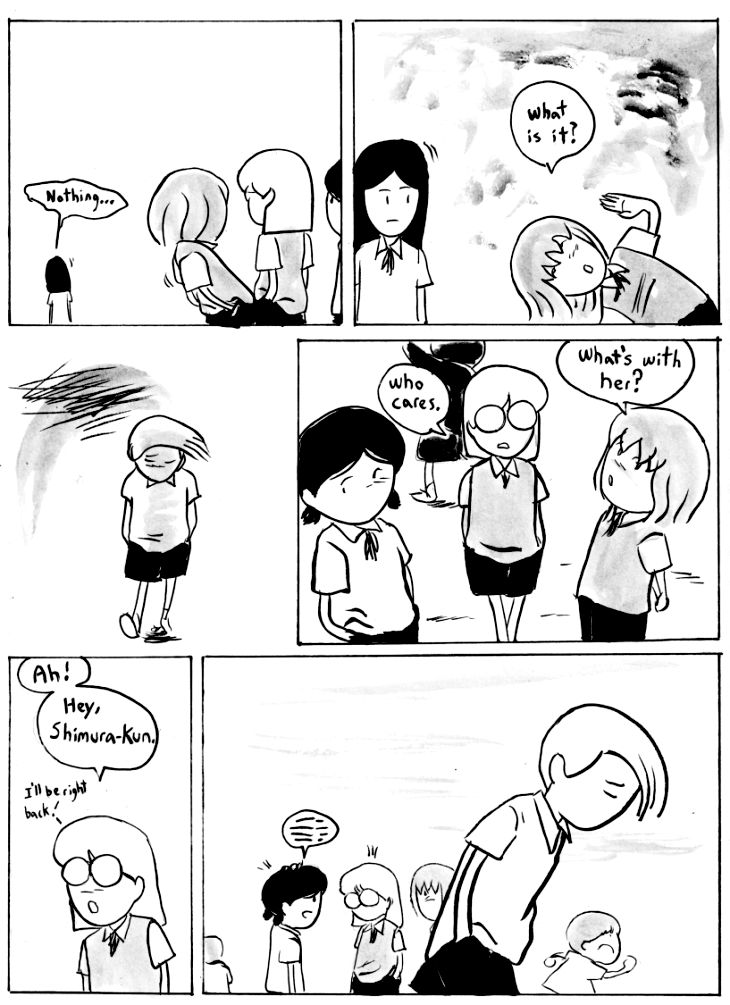 Nothing...
What
is it?
who
cares.
What's with
her?
Ah!
Hey,
Shimura-Kun.
I'll be right
back!